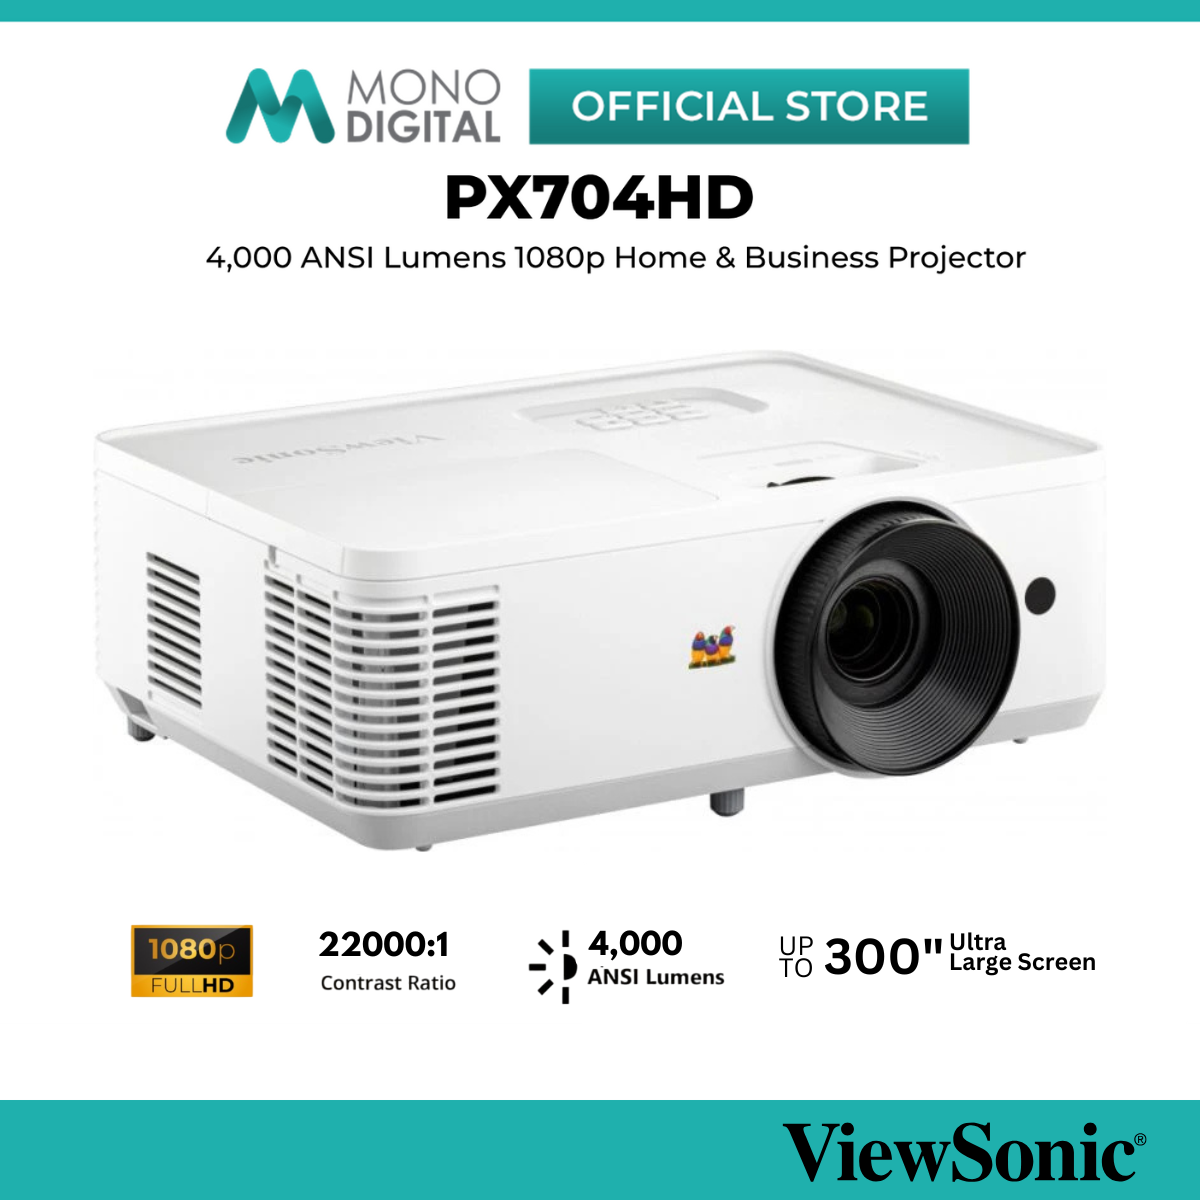 MONO
DIGITAL
OFFICIAL STORE
PX704HD
4,000 ANSI Lumens 1080p Home & Business Projector
ViewSonic
1080p
FULLHD
22000:1
Contrast Ratio
4,000
ANSI Lumens
UP
TO
300"
Ultra
Large Screen
ViewSonic®